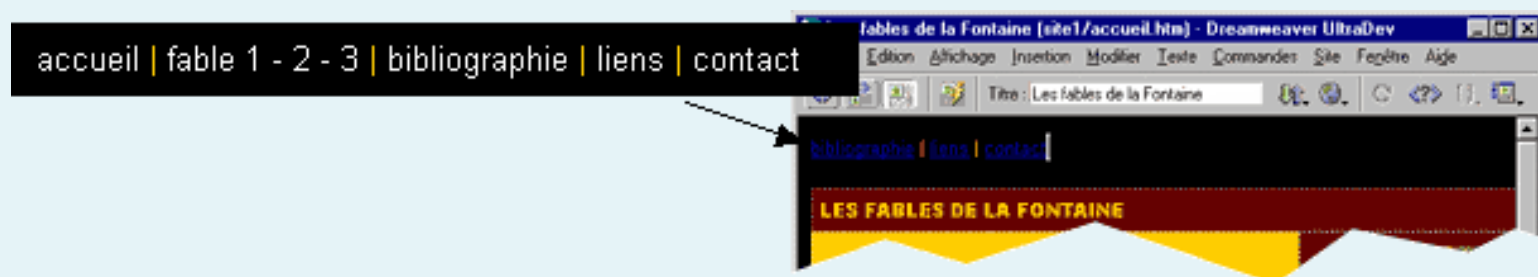 accueil | fable 1 - 2 - 3 | bibliographie | liens | contact
fables de la Fontaine (site1/accueil.htm) - Dreamweaver UltraDev
Edition Affichage Insertion Modifier Texte Commandes Site Fenêtre Aide
Titre : Les fables de la Fontaine
bibliographie | liens | contact
LES FABLES DE LA FONTAINE